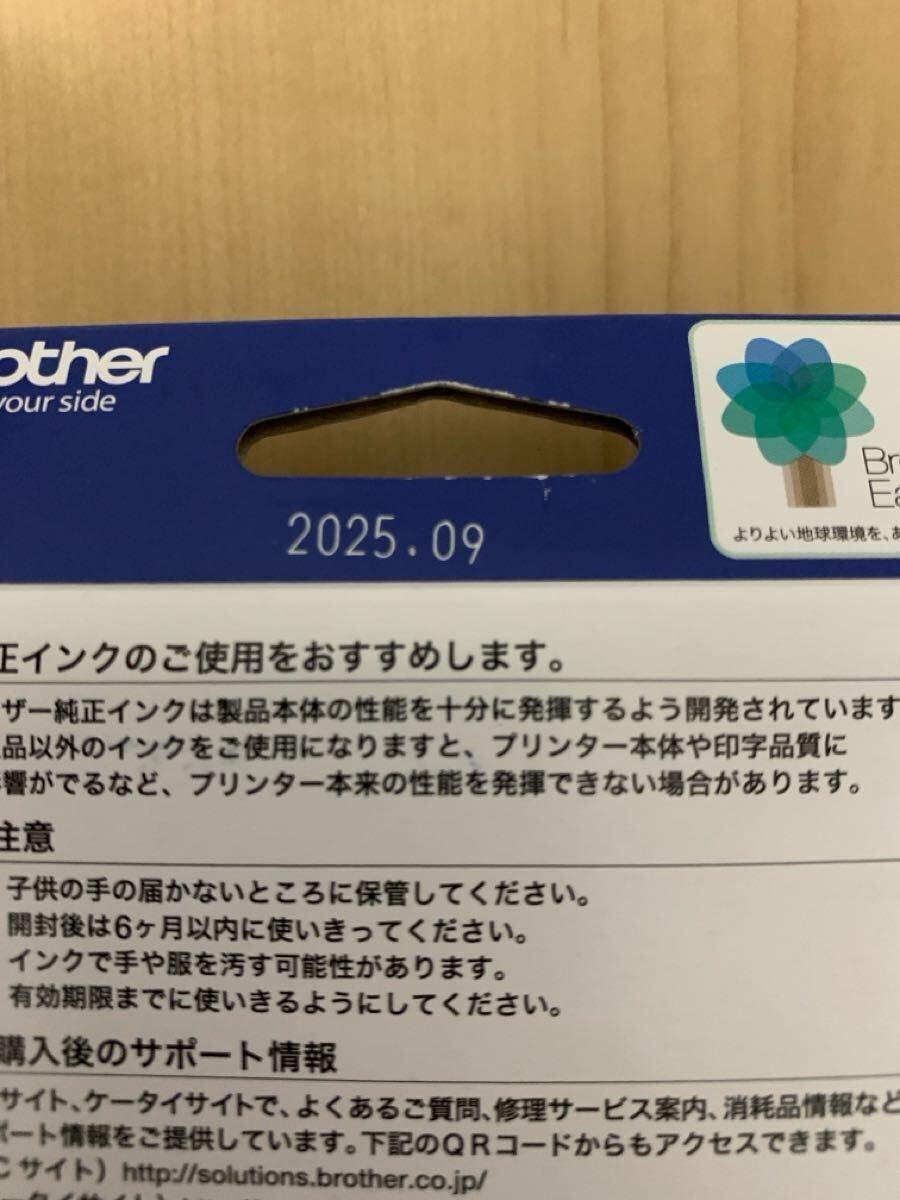 other
your side
2025.09
よりよい地球環境を、あ
正インクのご使用をおすすめします。
ザー純正インクは製品本体の性能を十分に発揮するよう開発されています
品以外のインクをご使用になりますと、プリンター本体や印字品質に
響がでるなど、プリンター本来の性能を発揮できない場合があります。
注意
子供の手の届かないところに保管してください。
開封後は6ヶ月以内に使いきってください。
インクで手や服を汚す可能性があります。
有効期限までに使いきるようにしてください。
購入後のサポート情報
サイト、ケータイサイトで、よくあるご質問、修理サービス案内、消耗品情報など
ポート情報をご提供しています。下記のQRコードからもアクセスできます。
Cサイト）http://solutions.brother.co.jp/